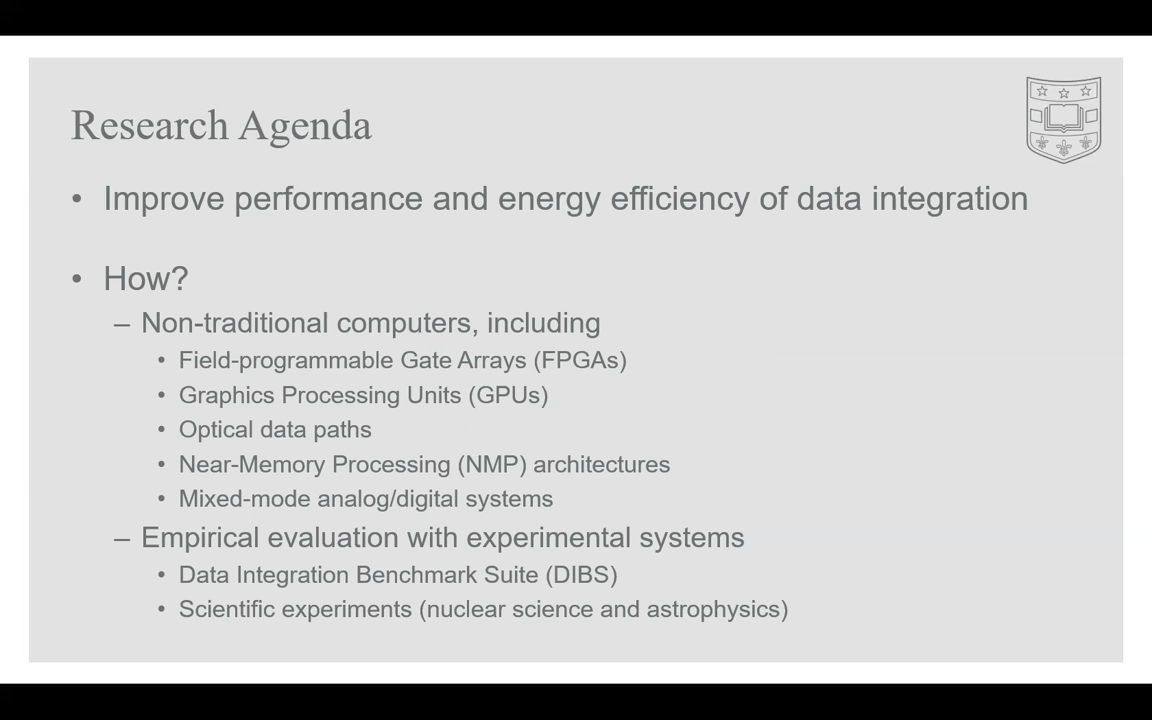 Research Agenda
• Improve performance and energy efficiency of data integration
• How?
– Non-traditional computers, including
• Field-programmable Gate Arrays (FPGAs)
• Graphics Processing Units (GPUs)
• Optical data paths
• Near-Memory Processing (NMP) architectures
• Mixed-mode analog/digital systems
– Empirical evaluation with experimental systems
• Data Integration Benchmark Suite (DIBS)
• Scientific experiments (nuclear science and astrophysics)